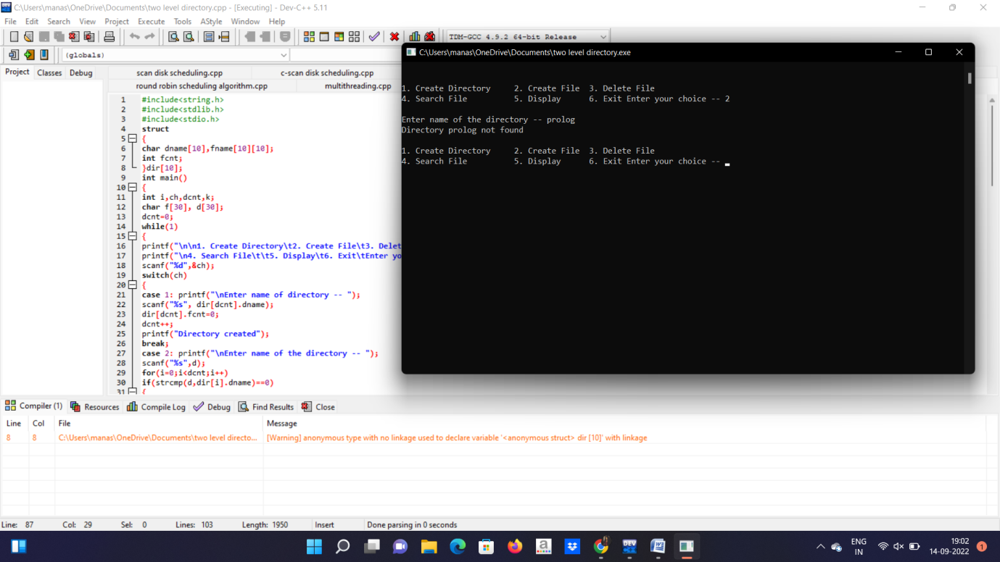 C:\Users\manas\OneDrive\Documents\two level directory.cpp - [Executing] - Dev-C++ 5.11
File Edit Search View Project Execute Tools AStyle Window Help
TDM-GCC 4.9.2 64-bit Release
(globals)
Project Classes Debug
scan disk scheduling.cpp c-scan disk scheduling.cpp
round robin scheduling algorithm.cpp multithreading.cpp
1 #include<string.h>
2 #include<stdlib.h>
3 #include<stdio.h>
4 struct
5 {
6 char dname[10],fname[10][10];
7 int fcnt;
8 }dir[10];
9 int main()
10 {
11 int i,ch,dcnt,k;
12 char f[30], d[30];
13 dcnt=0;
14 while(1)
15 {
16 printf("\n\n1. Create Directory\t2. Create File\t3. Delet
17 printf("\n4. Search File\t\t5. Display\t6. Exit\tEnter yo
18 scanf("%d",&ch);
19 switch(ch)
20 {
21 case 1: printf("\nEnter name of directory -- ");
22 scanf("%s", dir[dcnt].dname);
23 dir[dcnt].fcnt=0;
24 dcnt++;
25 printf("Directory created");
26 break;
27 case 2: printf("\nEnter name of the directory -- ");
28 scanf("%s",d);
29 for(i=0;i<dcnt;i++)
30 if(strcmp(d,dir[i].dname)==0)
31 {
C:\Users\manas\OneDrive\Documents\two level directory.exe
1. Create Directory 2. Create File 3. Delete File
4. Search File 5. Display 6. Exit Enter your choice -- 2
Enter name of the directory -- prolog
Directory prolog not found
1. Create Directory 2. Create File 3. Delete File
4. Search File 5. Display 6. Exit Enter your choice --
Compiler (1) Resources Compile Log Debug Find Results Close
Line Col File Message
8 8 C:\Users\manas\OneDrive\Documents\two level directo... [Warning] anonymous type with no linkage used to declare variable '<anonymous struct> dir [10]' with linkage
Line: 87 Col: 29 Sel: 0 Lines: 103 Length: 1950 Insert Done parsing in 0 seconds
ENG
IN
19:02
14-09-2022
1